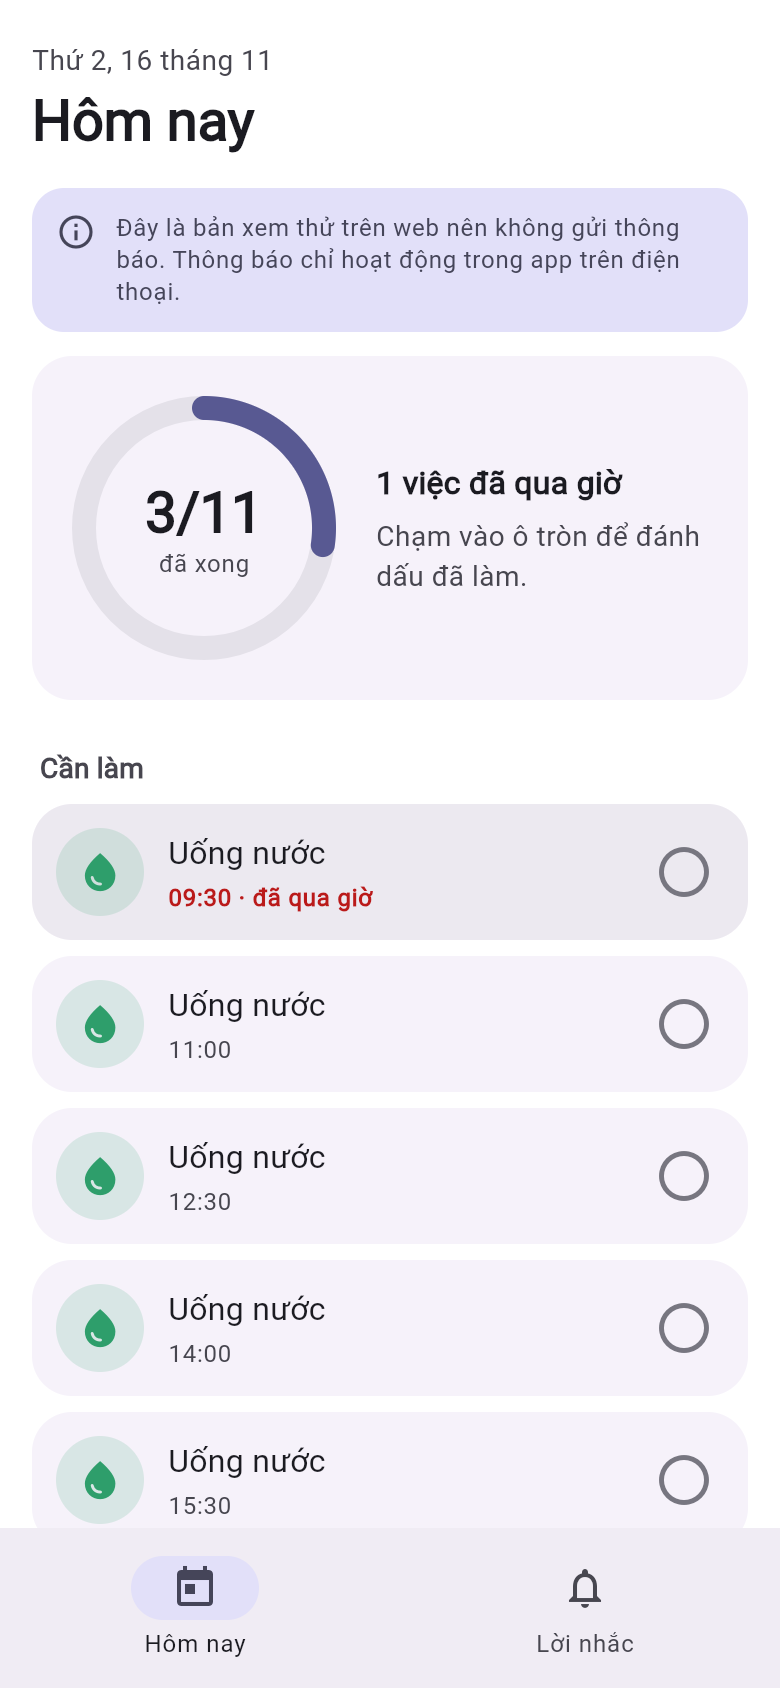 Thứ 2, 16 tháng 11
Hôm nay
Đây là bản xem thử trên web nên không gửi thông
báo. Thông báo chỉ hoạt động trong app trên điện
thoại.
3/11
đã xong
1 việc đã qua giờ
Chạm vào ô tròn để đánh
dấu đã làm.
Cần làm
Uống nước
09:30 · đã qua giờ
Uống nước
11:00
Uống nước
12:30
Uống nước
14:00
Uống nước
15:30
Hôm nay
Lời nhắc